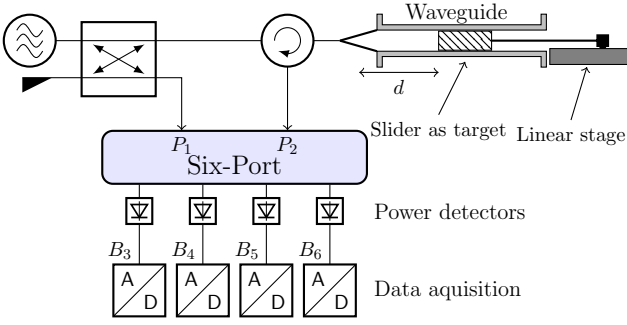 Waveguide
d
Slider as target
Linear stage
P1 P2
Six-Port
Power detectors
B3 B4 B5 B6
A D A D A D A D
Data aquisition